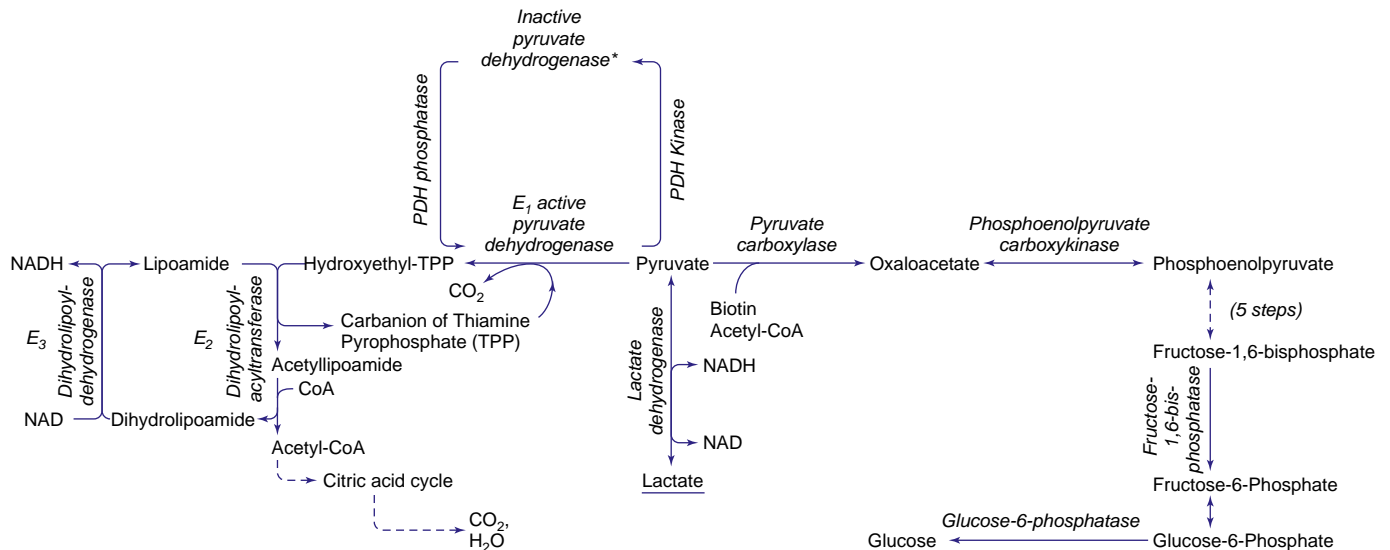 Inactive
pyruvate
dehydrogenase*
PDH phosphatase
PDH Kinase
E₁ active
pyruvate
dehydrogenase
Pyruvate
carboxylase
Phosphoenolpyruvate
carboxykinase
NADH
Lipoamide
Hydroxyethyl-TPP
Pyruvate
Oxaloacetate
Phosphoenolpyruvate
CO₂
Biotin
Acetyl-CoA
(5 steps)
E₃
Dihydrolipoyl-
dehydrogenase
E₂
Dihydrolipoyl-
acyltransferase
Carbanion of Thiamine
Pyrophosphate (TPP)
Lactate
dehydrogenase
Fructose-1,6-bisphosphate
Acetyllipoamide
NADH
CoA
Fructose-
1,6-bis-
phosphatase
NAD
Dihydrolipoamide
Acetyl-CoA
NAD
Citric acid cycle
Lactate
Fructose-6-Phosphate
CO₂,
H₂O
Glucose-6-phosphatase
Glucose
Glucose-6-Phosphate